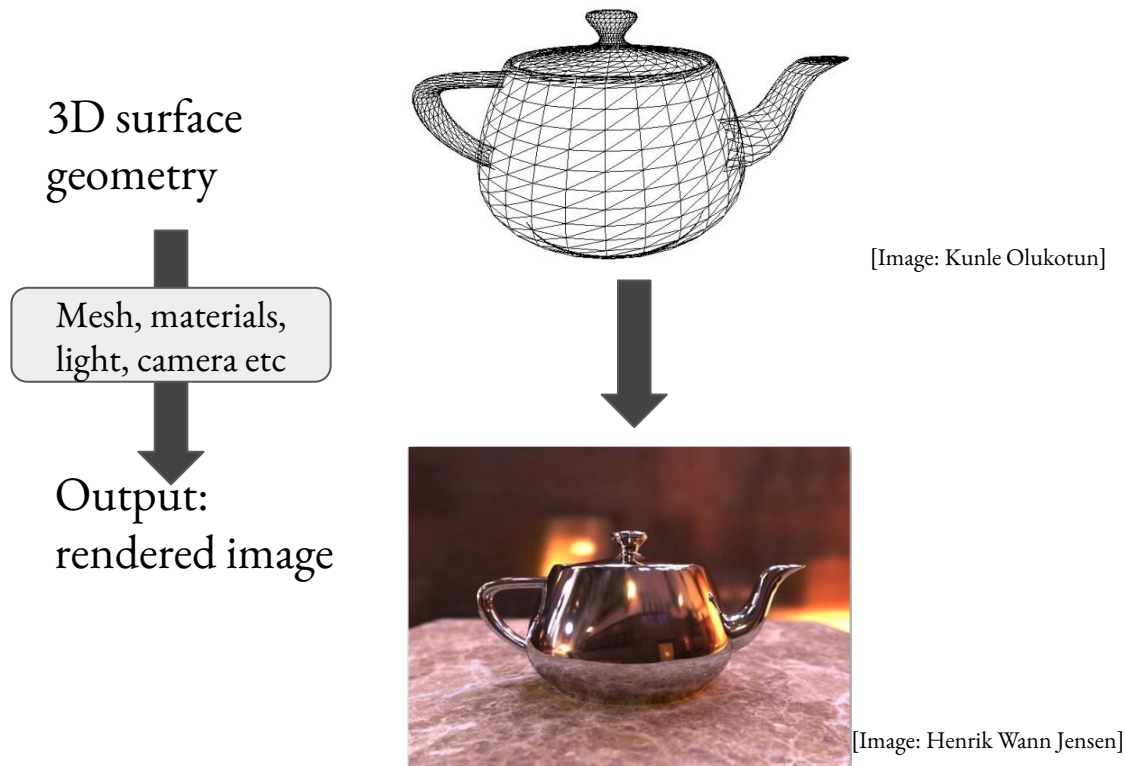 3D surface
geometry
[Image: Kunle Olukotun]
Mesh, materials,
light, camera etc
Output:
rendered image
[Image: Henrik Wann Jensen]